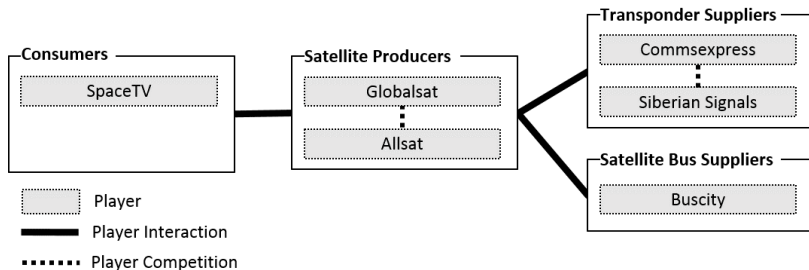 Consumers
SpaceTV
Satellite Producers
Globalsat
Allsat
Transponder Suppliers
Commsexpress
Siberian Signals
Satellite Bus Suppliers
Buscity
Player
Player Interaction
Player Competition